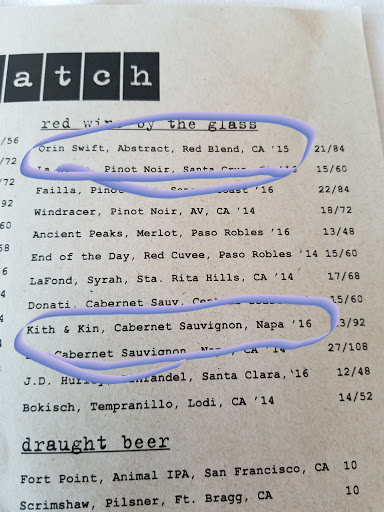 atch
red wine by the glass
/56 Orin Swift, Abstract, Red Blend, CA '15 21/84
/72 Pinot Noir, Santa 15/60
/72 Failla, Pinot '16 22/84
92 Windracer, Pinot Noir, AV, CA '14 18/72
60 Ancient Peaks, Merlot, Paso Robles '16 13/48
68 End of the Day, Red Cuvee, Paso Robles '14 15/60
6 LaFond, Syrah, Sta. Rita Hills, CA '14 17/68
Donati, Cabernet Sauv. 15/60
4 Kith & Kin, Cabernet Sauvignon, Napa '16 /92
Cabernet Sauvignon CA '14 27/108
J.D. Zinfandel, Santa Clara, '16 12/48
Bokisch, Tempranillo, Lodi, CA '14 14/52
draught beer
Fort Point, Animal IPA, San Francisco, CA 10
Scrimshaw, Pilsner, Ft. Bragg, CA 10